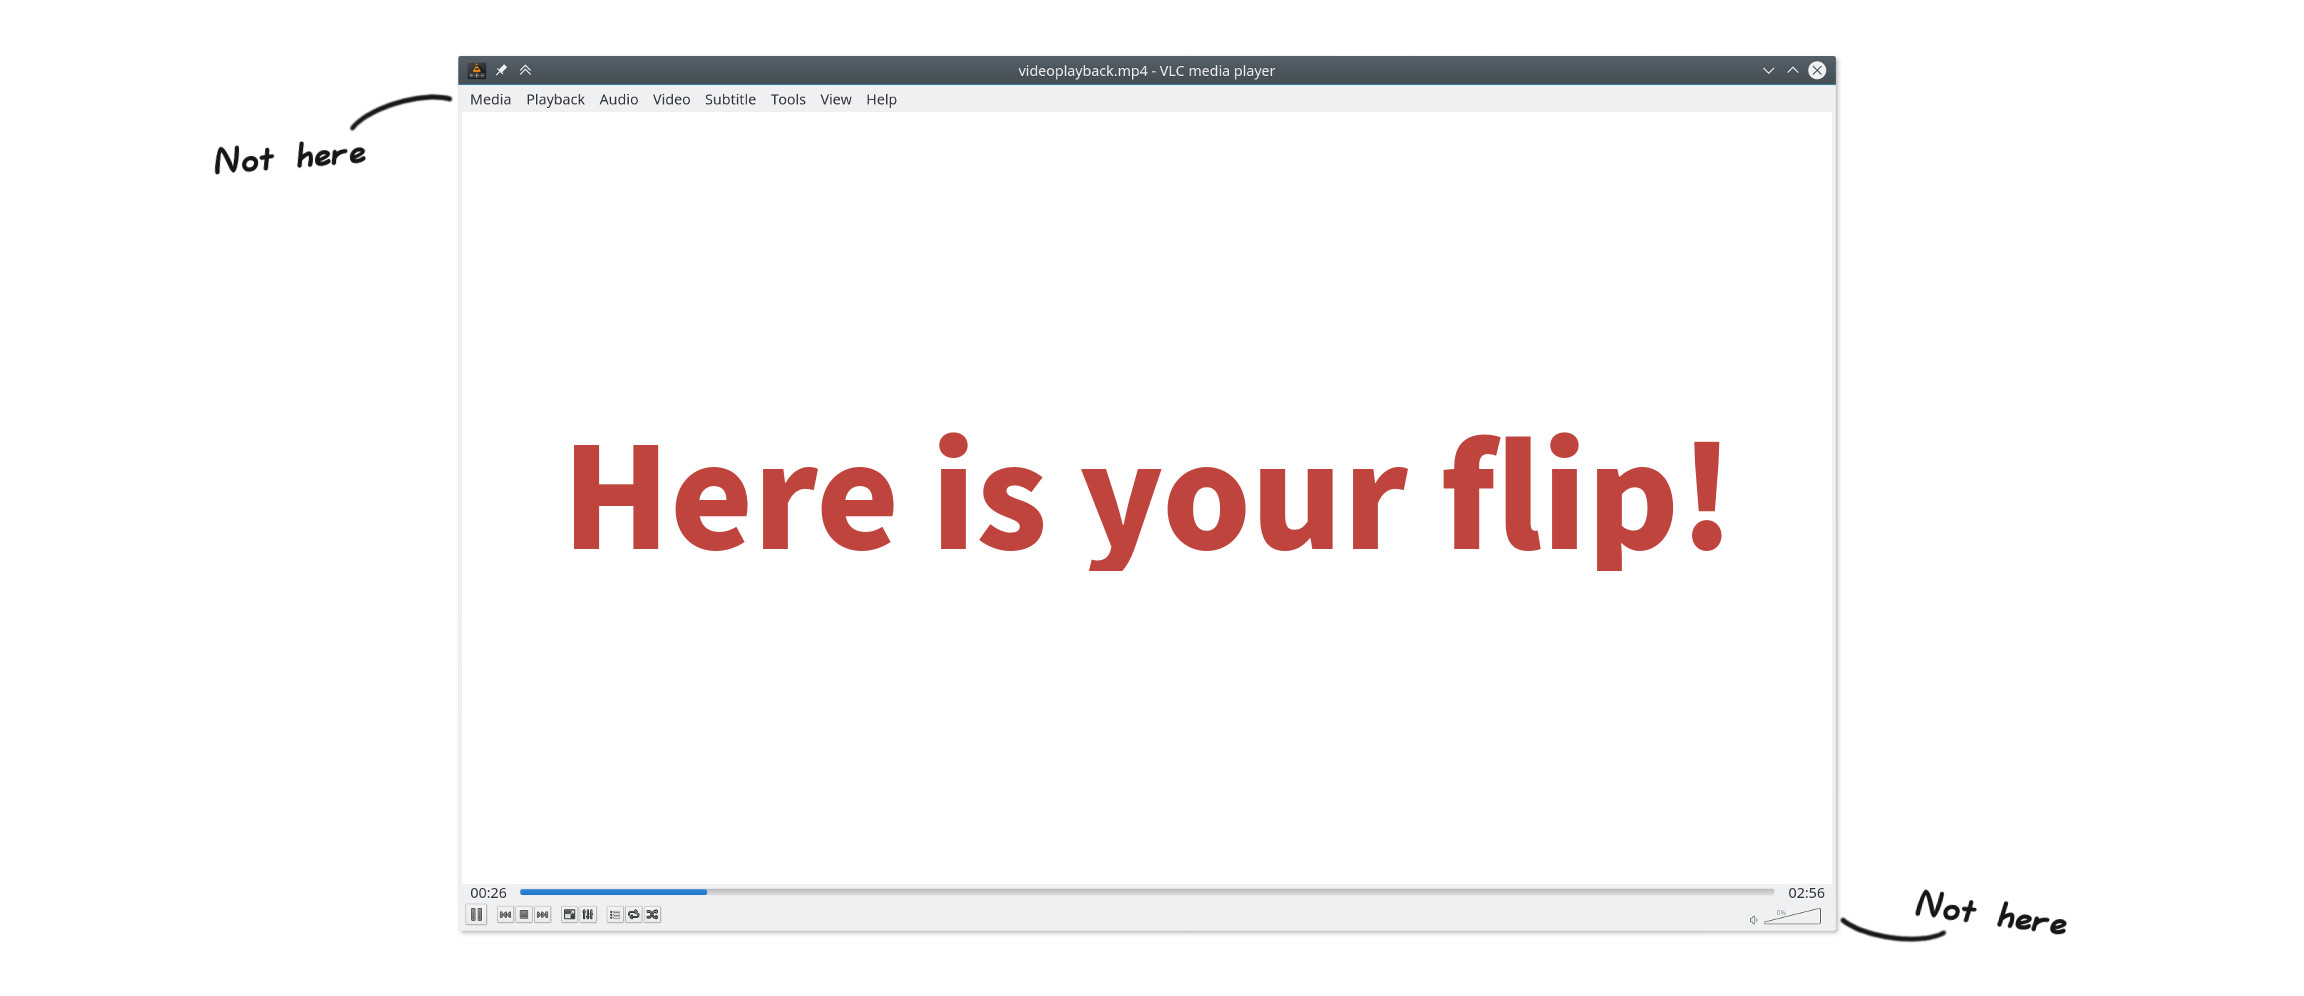 videoplayback.mp4 - VLC media player
Media Playback Audio Video Subtitle Tools View Help
Not here
Here is your flip!
00:26 02:56
0%
Not here